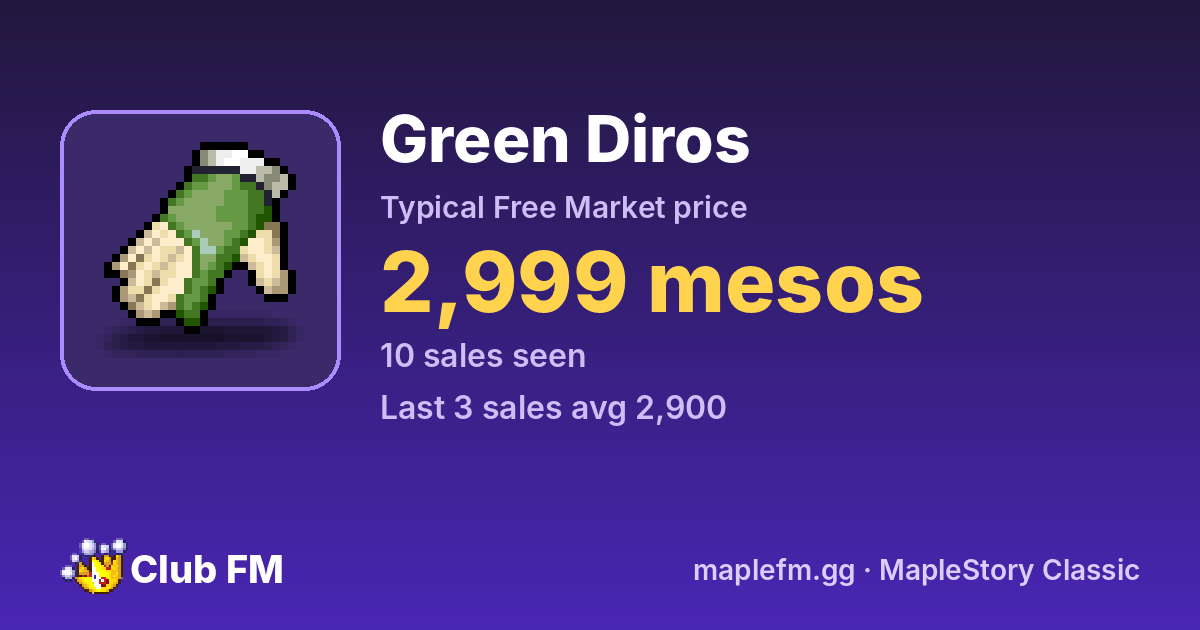 Green Diros
Typical Free Market price
2,999 mesos
10 sales seen
Last 3 sales avg 2,900
Club FM
maplefm.gg · MapleStory Classic